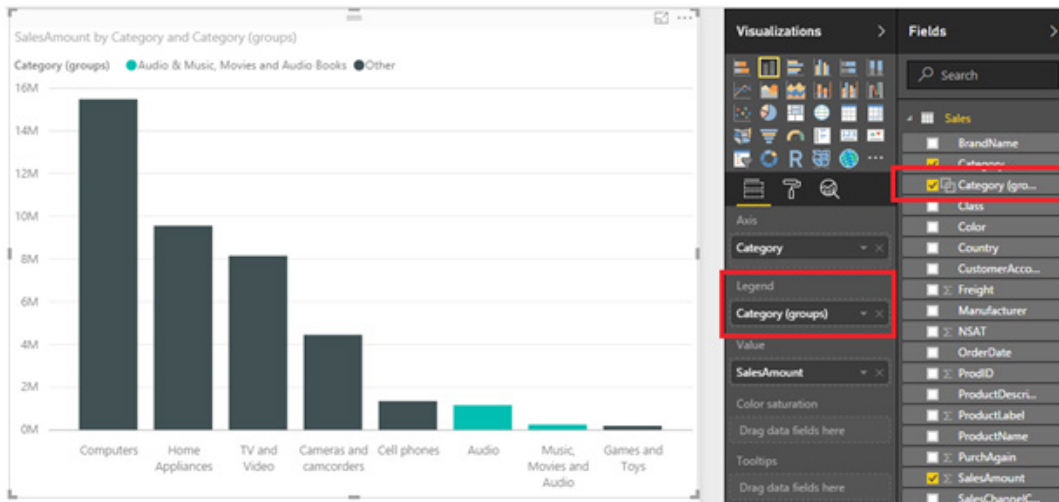 SalesAmount by Category and Category (groups)
Category (groups) Audio & Music, Movies and Audio Books Other
16M
14M
12M
10M
8M
6M
4M
2M
0M
Computers
Home
Appliances
TV and
Video
Cameras and
camcorders
Cell phones
Audio
Music,
Movies and
Audio
Games and
Toys
Visualizations
R
Axis
Category
Legend
Category (groups)
Value
SalesAmount
Color saturation
Drag data fields here
Tooltips
Drag data fields here
Fields
Search
Sales
BrandName
Category
Category (gro...
Class
Color
Country
CustomerAcco...
Freight
Manufacturer
NSAT
OrderDate
ProdID
ProductDescri...
ProductLabel
ProductName
PurchAgain
SalesAmount
SalesChannelC...